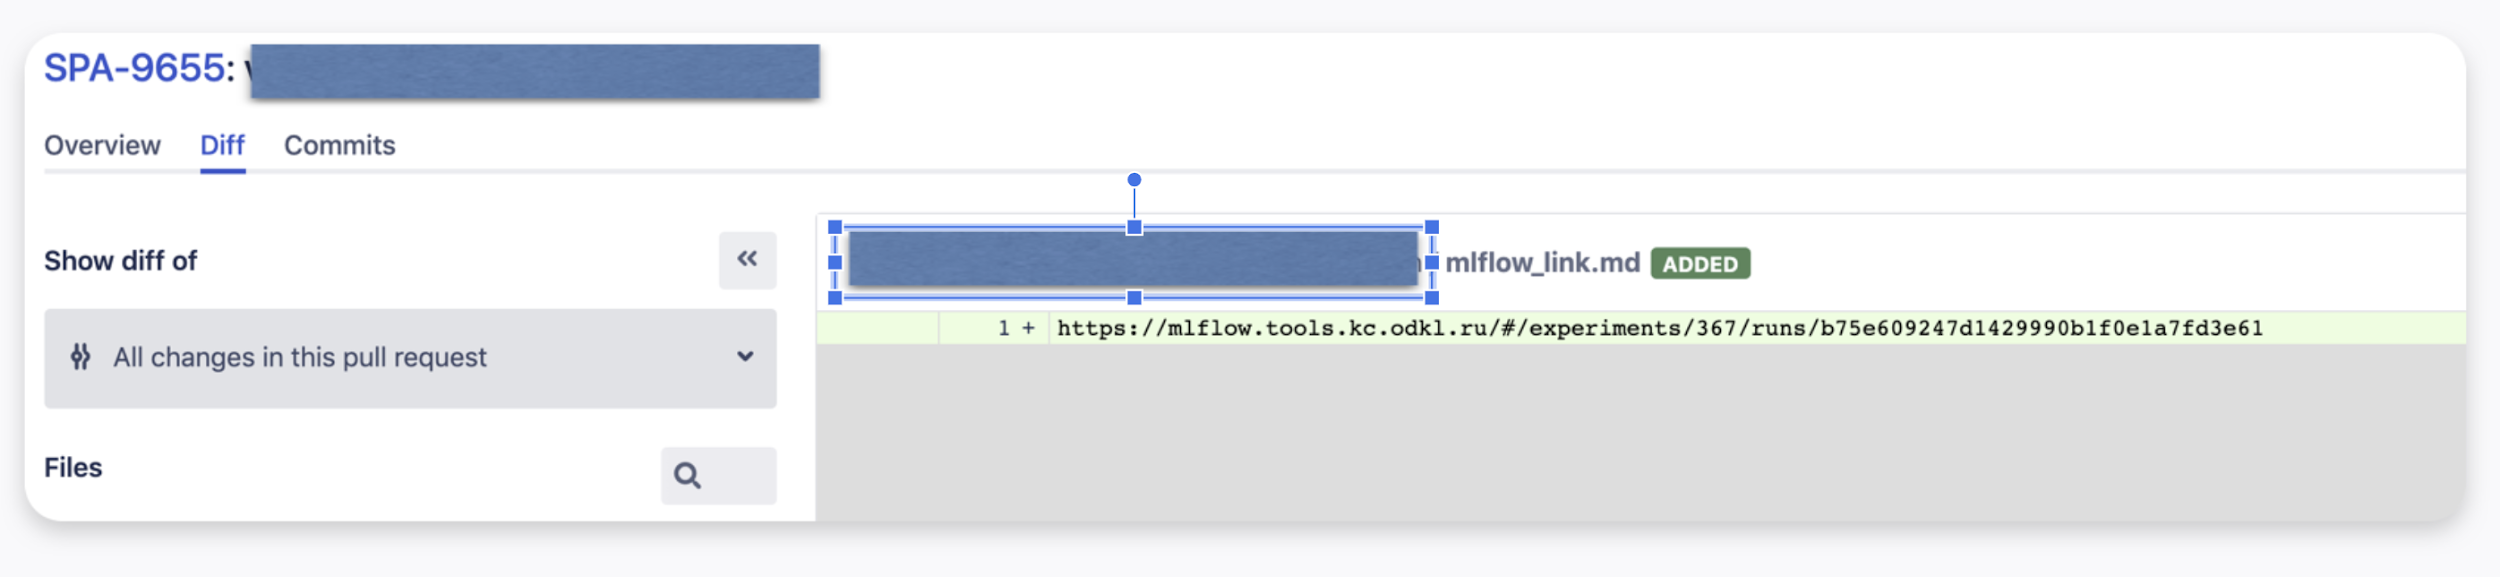 SPA-9655:
Overview Diff Commits
Show diff of
mlflow_link.md ADDED
1 + https://mlflow.tools.kc.odkl.ru/#/experiments/367/runs/b75e609247d1429990b1f0e1a7fd3e61
All changes in this pull request
Files